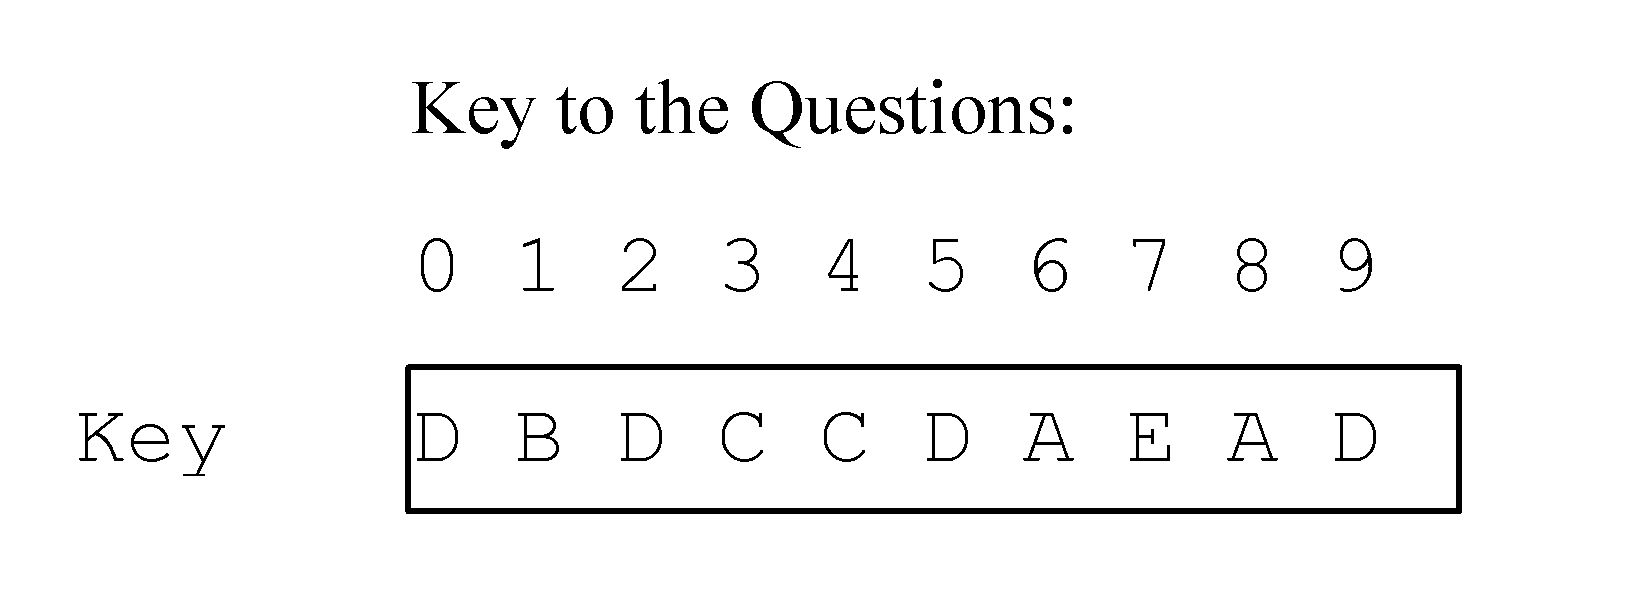 Key to the Questions:
0 1 2 3 4 5 6 7 8 9
Key D B D C C D A E A D